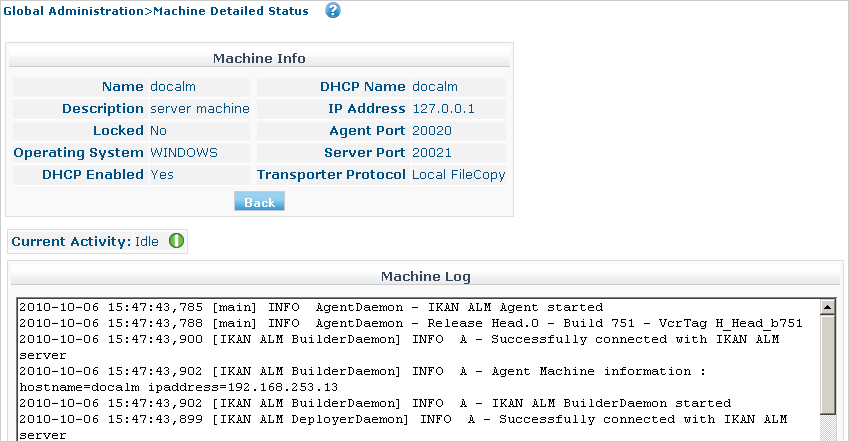 Global Administration>Machine Detailed Status ?
Machine Info
Name docalm DHCP Name docalm
Description server machine IP Address 127.0.0.1
Locked No Agent Port 20020
Operating System WINDOWS Server Port 20021
DHCP Enabled Yes Transporter Protocol Local FileCopy
Back
Current Activity: Idle
Machine Log
2010-10-06 15:47:43,785 [main] INFO  AgentDaemon - IKAN ALM Agent started
2010-10-06 15:47:43,788 [main] INFO  AgentDaemon - Release Head.0 - Build 751 - VcrTag H_Head_b751
2010-10-06 15:47:43,900 [IKAN ALM BuilderDaemon] INFO  A - Successfully connected with IKAN ALM
server
2010-10-06 15:47:43,902 [IKAN ALM BuilderDaemon] INFO  A - Agent Machine information :
hostname=docalm ipaddress=192.168.253.13
2010-10-06 15:47:43,902 [IKAN ALM BuilderDaemon] INFO  A - IKAN ALM BuilderDaemon started
2010-10-06 15:47:43,899 [IKAN ALM DeployerDaemon] INFO  A - Successfully connected with IKAN ALM
server